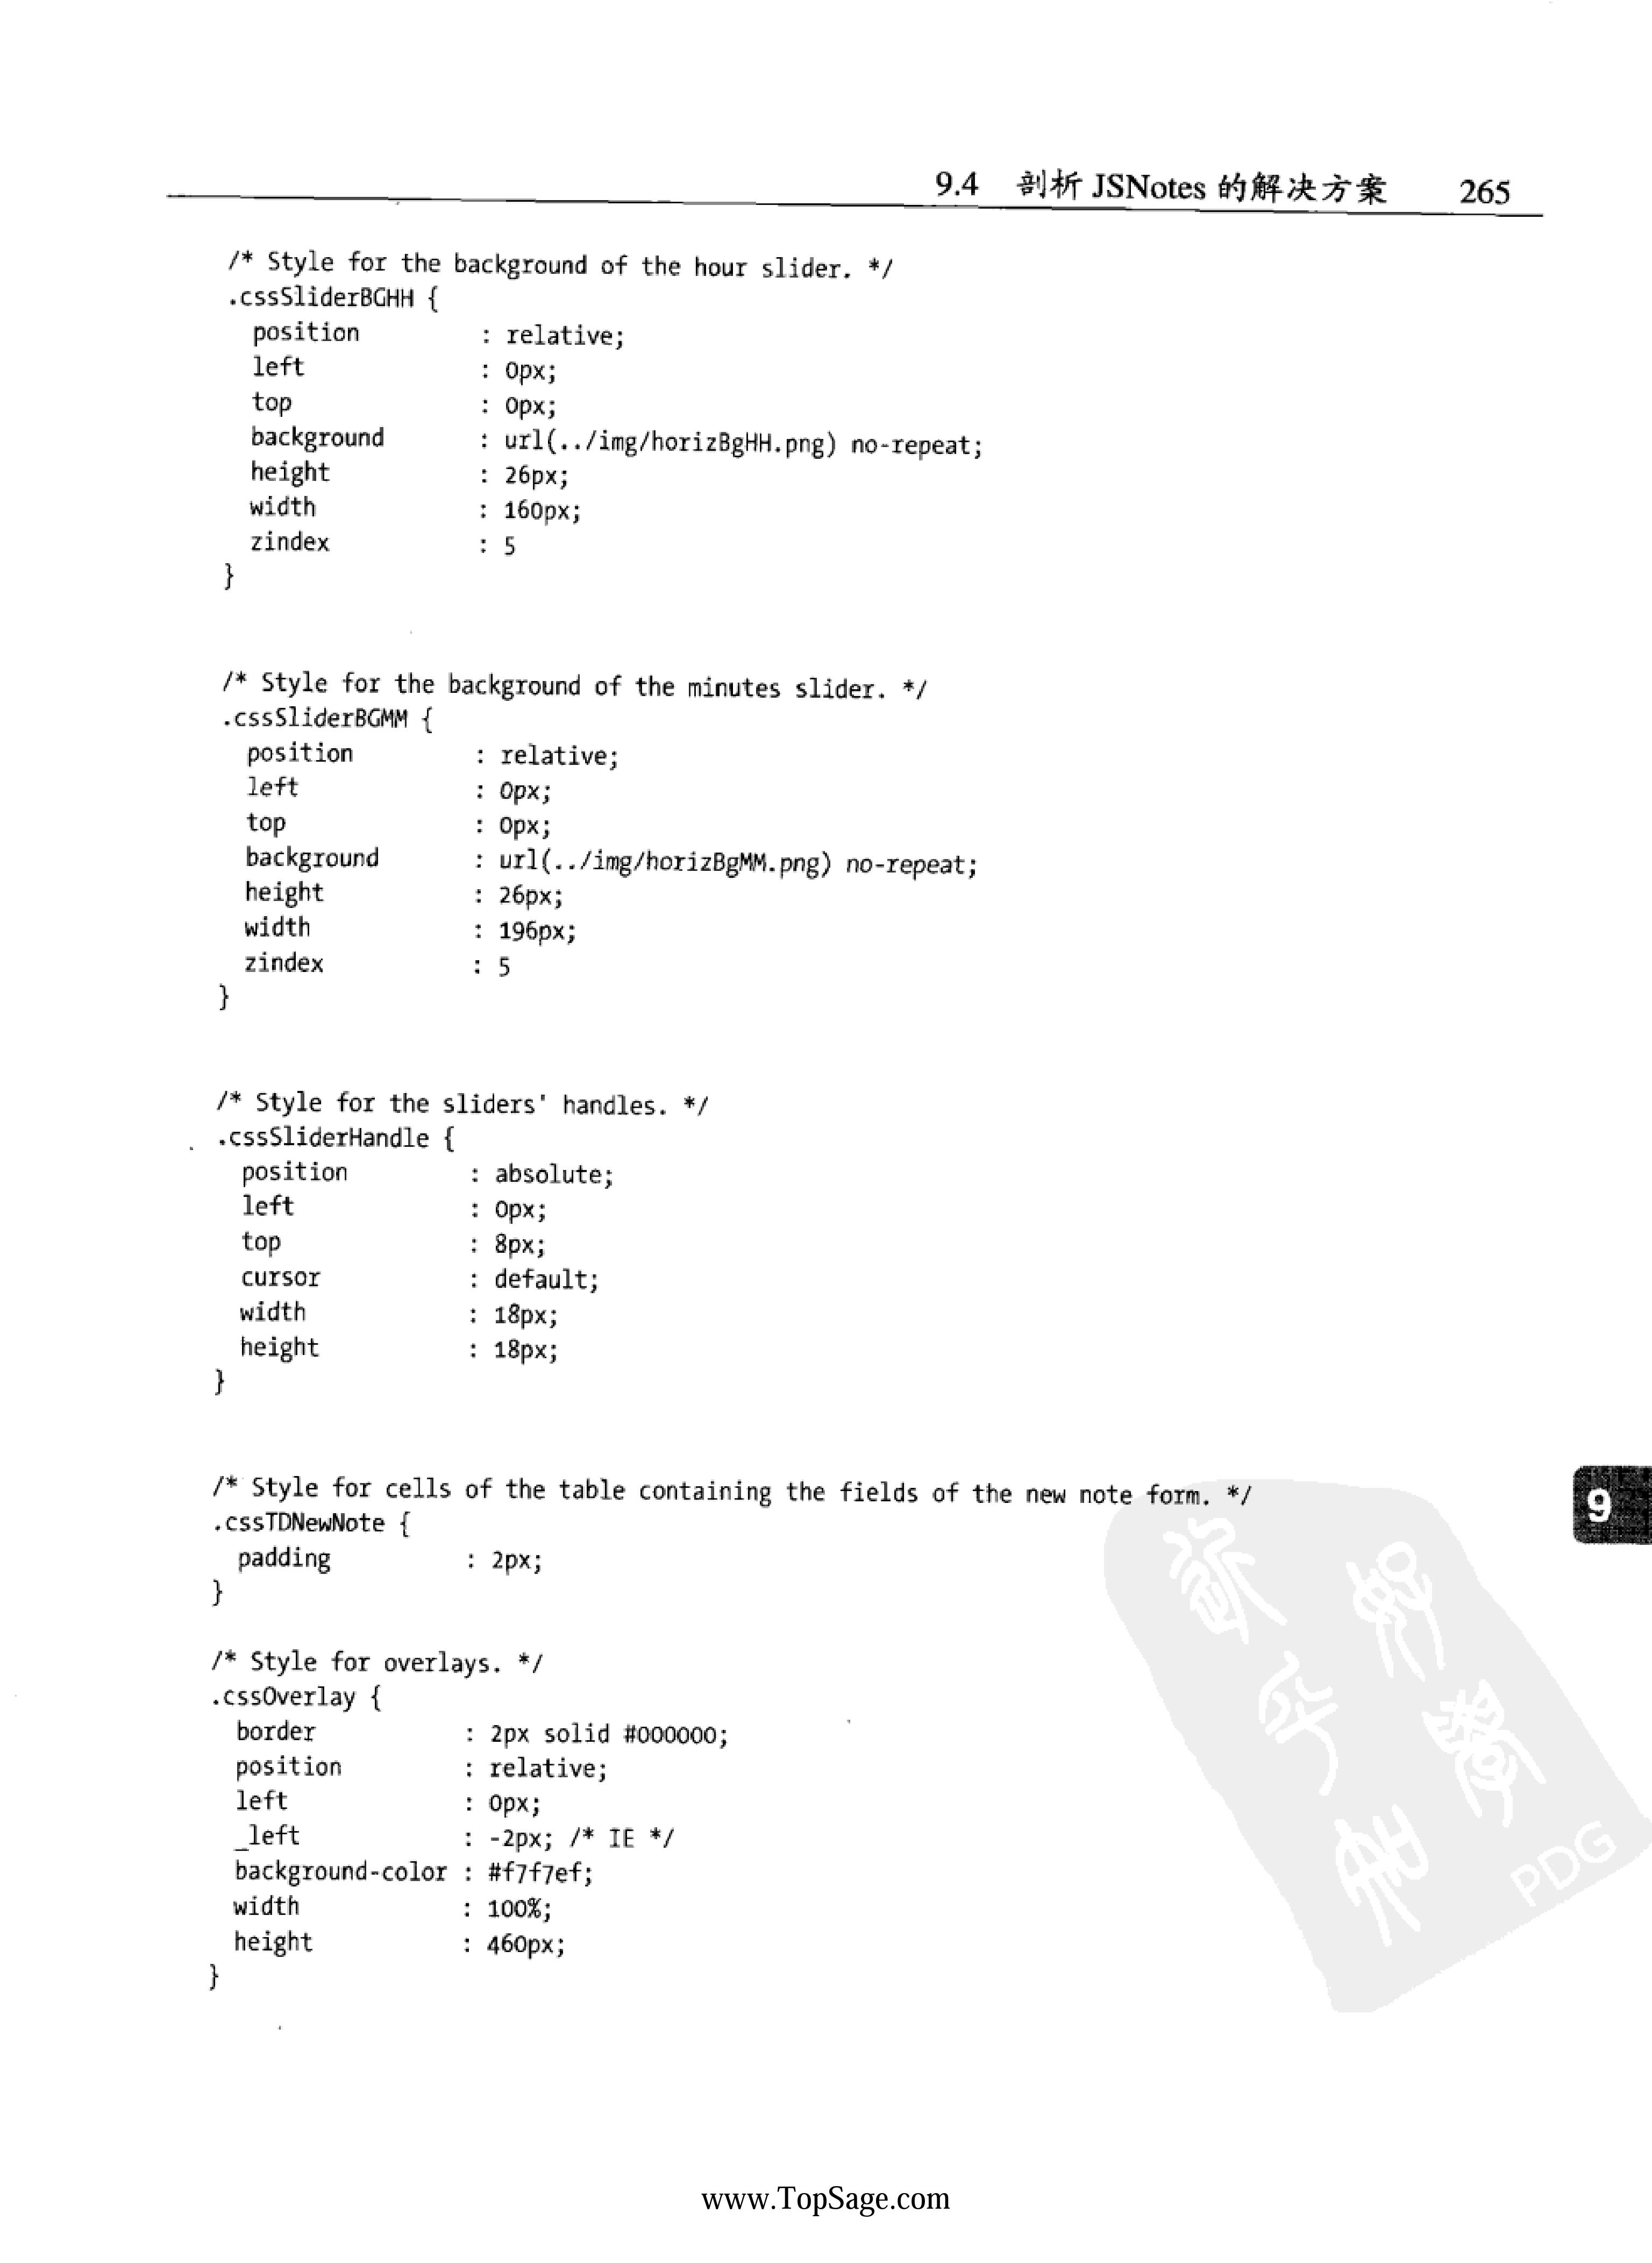 9.4 剖析 JSNotes 的解决方案 265
/* Style for the background of the hour slider. */
.cssSliderBGHH {
  position : relative;
  left : 0px;
  top : 0px;
  background : url(../img/horizBgHH.png) no-repeat;
  height : 26px;
  width : 160px;
  zindex : 5
}
/* Style for the background of the minutes slider. */
.cssSliderBGMM {
  position : relative;
  left : 0px;
  top : 0px;
  background : url(../img/horizBgMM.png) no-repeat;
  height : 26px;
  width : 196px;
  zindex : 5
}
/* Style for the sliders' handles. */
.cssSliderHandle {
  position : absolute;
  left : 0px;
  top : 8px;
  cursor : default;
  width : 18px;
  height : 18px;
}
/* Style for cells of the table containing the fields of the new note form. */
.cssTDNewNote {
  padding : 2px;
}
9
/* Style for overlays. */
.cssOverlay {
  border : 2px solid #000000;
  position : relative;
  left : 0px;
  _left : -2px; /* IE */
  background-color : #f7f7ef;
  width : 100%;
  height : 460px;
}
PDG
www.TopSage.com